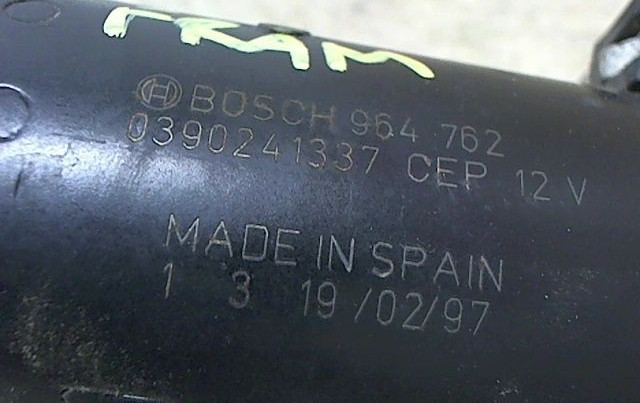 FRAM
BOSCH 964 762
0390241337 CEP 12 V
MADE IN SPAIN
1 3 19/02/97